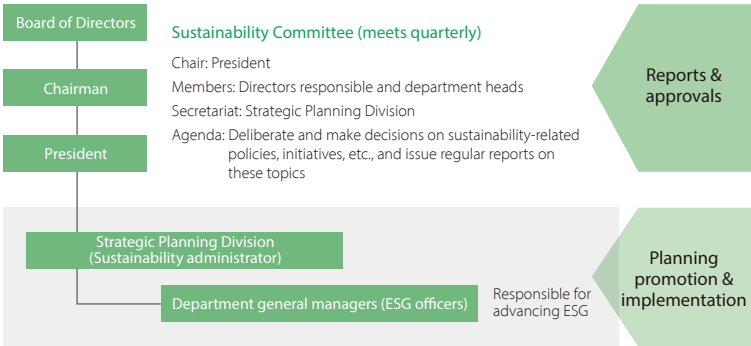 Board of Directors
Chairman
President
Sustainability Committee (meets quarterly)
Chair: President
Members: Directors responsible and department heads
Secretariat: Strategic Planning Division
Agenda: Deliberate and make decisions on sustainability-related
policies, initiatives, etc., and issue regular reports on
these topics
Reports &
approvals
Strategic Planning Division
(Sustainability administrator)
Department general managers (ESG officers)
Responsible for
advancing ESG
Planning
promotion &
implementation